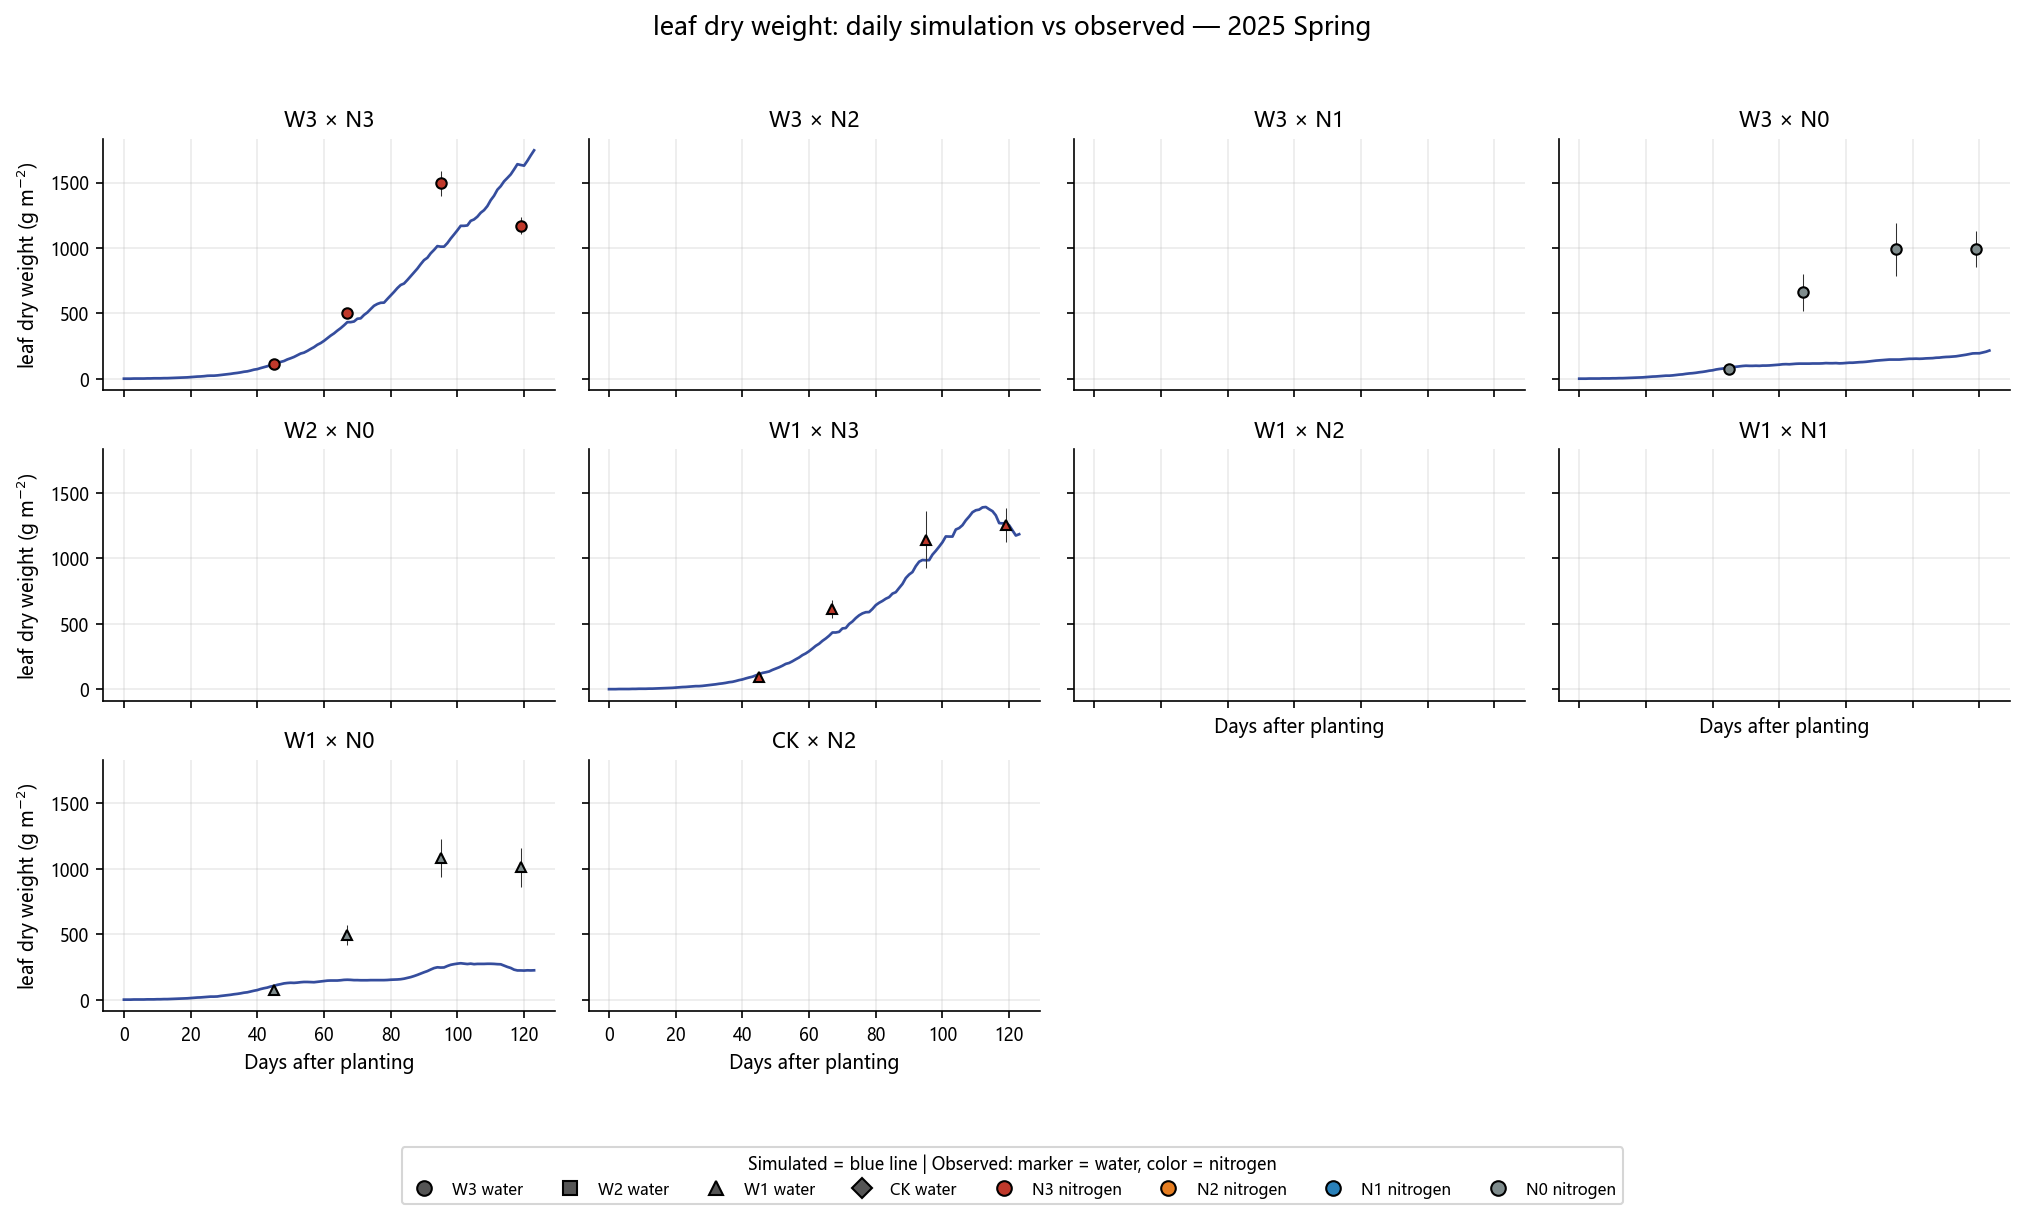 leaf dry weight: daily simulation vs observed — 2025 Spring
W3 × N3
W3 × N2
W3 × N1
W3 × N0
leaf dry weight (g m⁻²)
1500
1000
500
0
W2 × N0
W1 × N3
W1 × N2
W1 × N1
leaf dry weight (g m⁻²)
1500
1000
500
0
Days after planting
Days after planting
W1 × N0
CK × N2
leaf dry weight (g m⁻²)
1500
1000
500
0
0 20 40 60 80 100 120
0 20 40 60 80 100 120
Days after planting
Days after planting
Simulated = blue line | Observed: marker = water, color = nitrogen
W3 water W2 water W1 water CK water N3 nitrogen N2 nitrogen N1 nitrogen N0 nitrogen